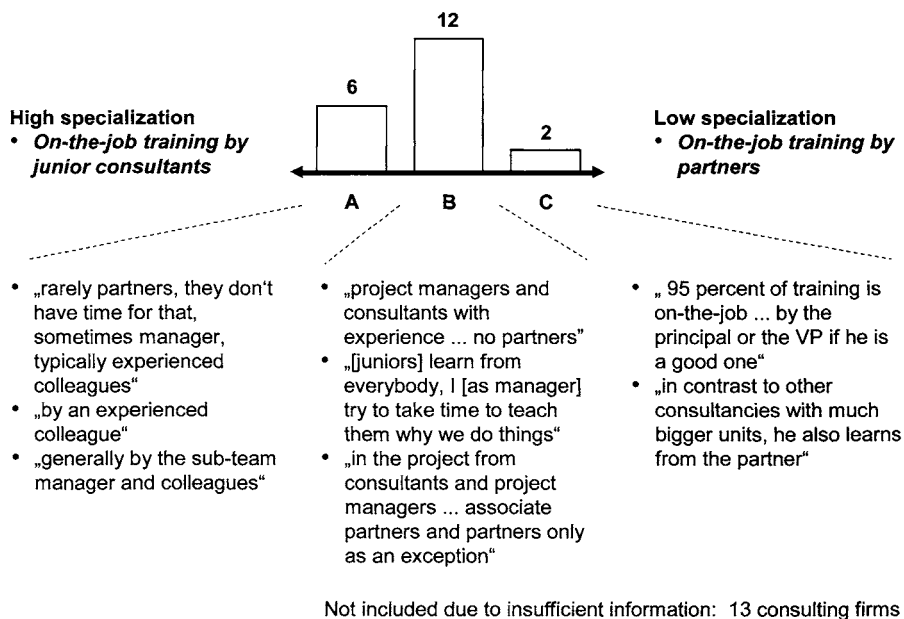 12
6
2
High specialization
• On-the-job training by
junior consultants
Low specialization
• On-the-job training by
partners
A
B
C
• „rarely partners, they don‘t
have time for that,
sometimes manager,
typically experienced
colleagues“
• „by an experienced
colleague“
• „generally by the sub-team
manager and colleagues“
• „project managers and
consultants with
experience ... no partners”
• „[juniors] learn from
everybody, I [as manager]
try to take time to teach
them why we do things“
• „in the project from
consultants and project
managers ... associate
partners and partners only
as an exception“
• „ 95 percent of training is
on-the-job ... by the
principal or the VP if he is
a good one“
• „in contrast to other
consultancies with much
bigger units, he also learns
from the partner“
Not included due to insufficient information: 13 consulting firms